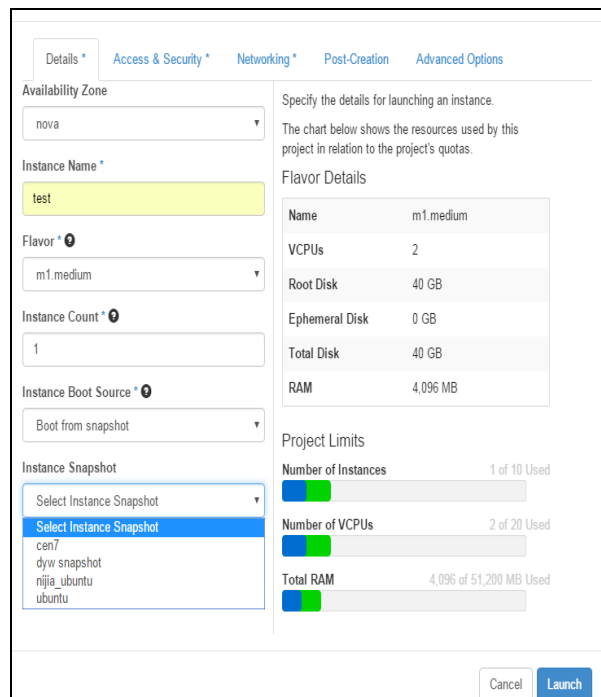 Details *
Access & Security *
Networking *
Post-Creation
Advanced Options
Availability Zone
nova
Instance Name *
test
Flavor *
m1.medium
Instance Count *
1
Instance Boot Source *
Boot from snapshot
Instance Snapshot
Select Instance Snapshot
Select Instance Snapshot
cen7
dyw snapshot
nijia_ubuntu
ubuntu
Specify the details for launching an instance.
The chart below shows the resources used by this
project in relation to the project's quotas.
Flavor Details
Name m1.medium
VCPUs 2
Root Disk 40 GB
Ephemeral Disk 0 GB
Total Disk 40 GB
RAM 4,096 MB
Project Limits
Number of Instances 1 of 10 Used
Number of VCPUs 2 of 20 Used
Total RAM 4,096 of 51,200 MB Used
Cancel
Launch